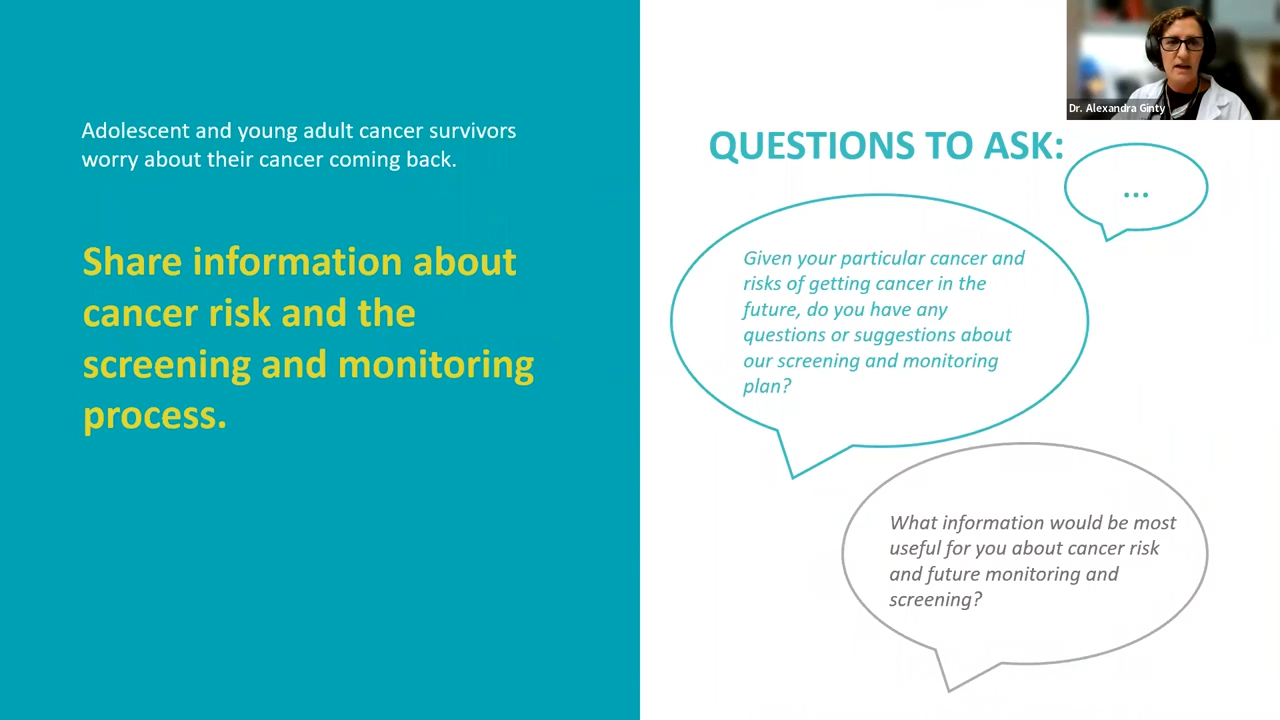 Adolescent and young adult cancer survivors
worry about their cancer coming back.
Share information about
cancer risk and the
screening and monitoring
process.
Dr. Alexandra Ginty
QUESTIONS TO ASK:
...
Given your particular cancer and
risks of getting cancer in the
future, do you have any
questions or suggestions about
our screening and monitoring
plan?
What information would be most
useful for you about cancer risk
and future monitoring and
screening?